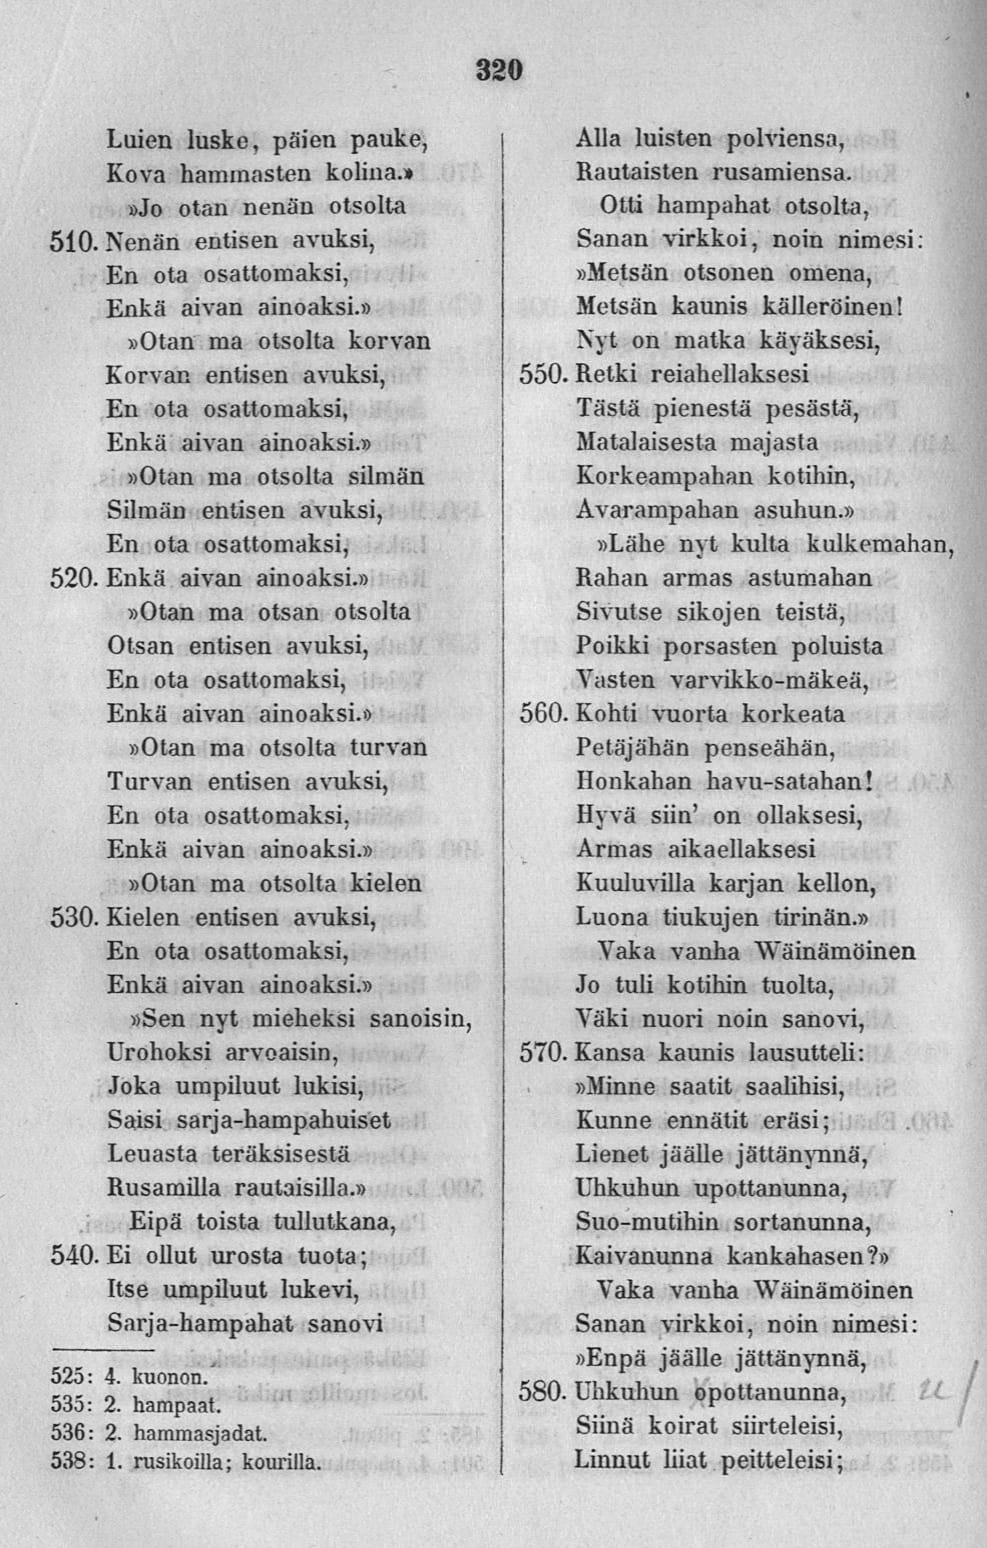 320
Luien luske, päien pauke,
Kova hammasten kolina.»
»Jo otan nenän otsolta
510. Nenän entisen avuksi,
En ota osattomaksi,
Enkä aivan ainoaksi.»
»Otan ma otsolta korvan
Korvan entisen avuksi,
En ota osattomaksi,
Enkä aivan ainoaksi.»
»Otan ma otsolta silmän
Silmän entisen avuksi,
En ota osattomaksi,
520. Enkä aivan ainoaksi.»
»Otan ma otsan otsolta
Otsan entisen avuksi,
En ota osattomaksi,
Enkä aivan ainoaksi.»
»Otan ma otsolta turvan
Turvan entisen avuksi,
En ota osattomaksi,
Enkä aivan ainoaksi.»
»Otan ma otsolta kielen
530. Kielen entisen avuksi,
En ota osattomaksi,
Enkä aivan ainoaksi.»
»Sen nyt mieheksi sanoisin,
Urohoksi arvoaisin,
Joka umpiluut lukisi,
Saisi sarja-hampahuiset
Leuasta teräksisestä
Rusamilla rautaisilla.»
Eipä toista tullutkana,
540. Ei ollut urosta tuota;
Itse umpiluut lukevi,
Sarja-hampahat sanovi
525: 4. kuonon.
535: 2. hampaat.
536: 2. hammasjadat.
538: 1. rusikoilla; kourilla.
Alla luisten polviensa,
Rautaisten rusamiensa.
Otti hampahat otsolta,
Sanan virkkoi, noin nimesi:
»Metsän otsonen omena,
Metsän kaunis källeröinen!
Nyt on matka käyäksesi,
550. Retki reiahellaksesi
Tästä pienestä pesästä,
Matalaisesta majasta
Korkeampahan kotihin,
Avarampahan asuhun.»
»Lähe nyt kulta kulkemahan,
Rahan armas astumahan
Sivutse sikojen teistä,
Poikki porsasten poluista
Vasten varvikko-mäkeä,
560. Kohti vuorta korkeata
Petäjähän penseähän,
Honkahan havu-satahan!
Hyvä siin' on ollaksesi,
Armas aikaellaksesi
Kuuluvilla karjan kellon,
Luona tiukujen tirinän.»
Vaka vanha Wäinämöinen
Jo tuli kotihin tuolta,
Väki nuori noin sanovi,
570. Kansa kaunis lausutteli:
»Minne saatit saalihisi,
Kunne ennätit eräsi;
Lienet jäälle jättänynnä,
Uhkuhun upottanunna,
Suo-mutihin sortanunna,
Kaivanunna kankahasen?»
Vaka vanha Wäinämöinen
Sanan virkkoi, noin nimesi:
»Enpä jäälle jättänynnä,
580. Uhkuhun opottanunna, u/
Siinä koirat siirteleisi,
Linnut liiat peitteleisi;